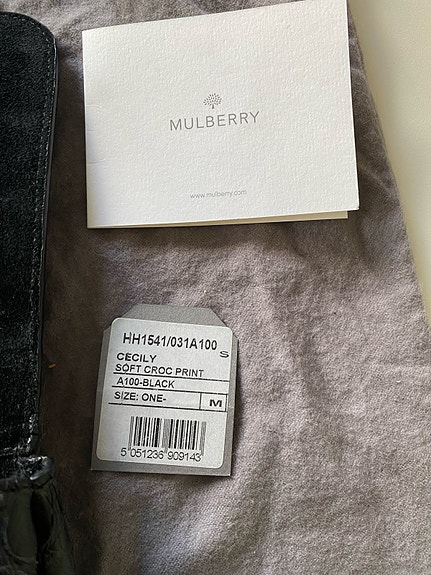 MULBERRY
www.mulberry.com
HH1541/031A100
S
CECILY
SOFT CROC PRINT
A100-BLACK
SIZE: ONE- M
5 051236 909143